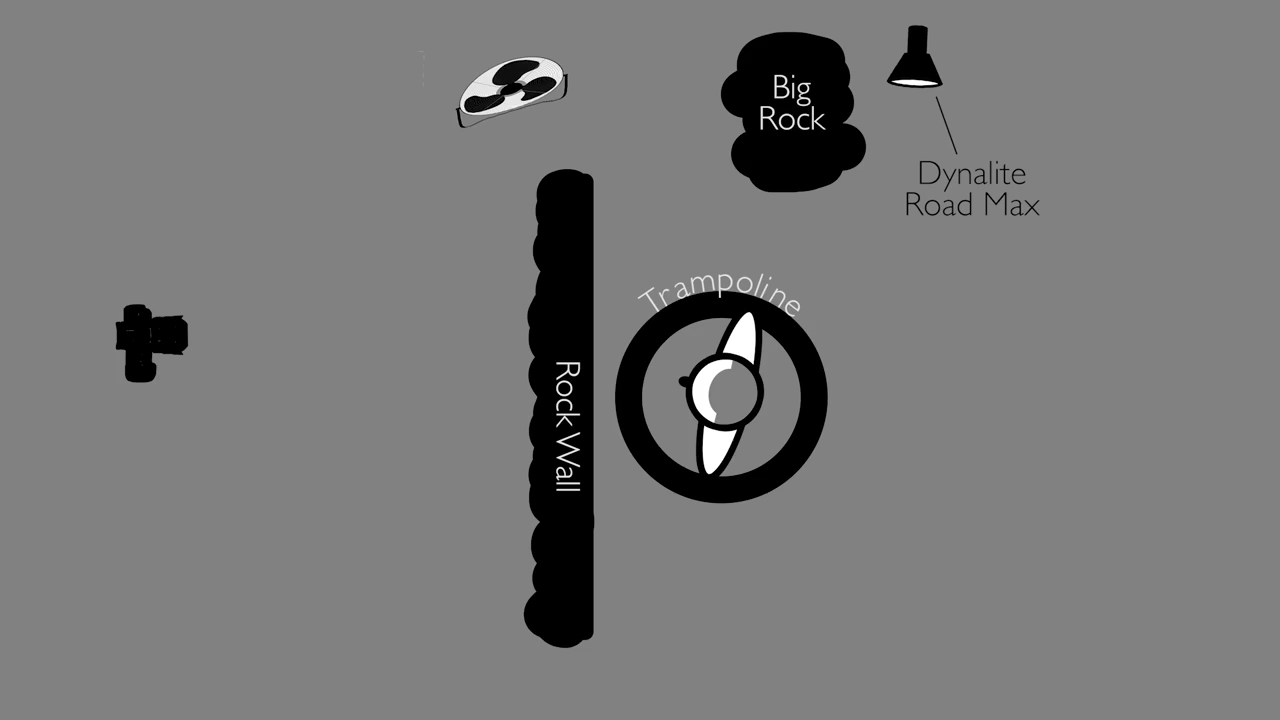 Big
Rock
Dynalite
Road Max
Trampoline
Rock Wall